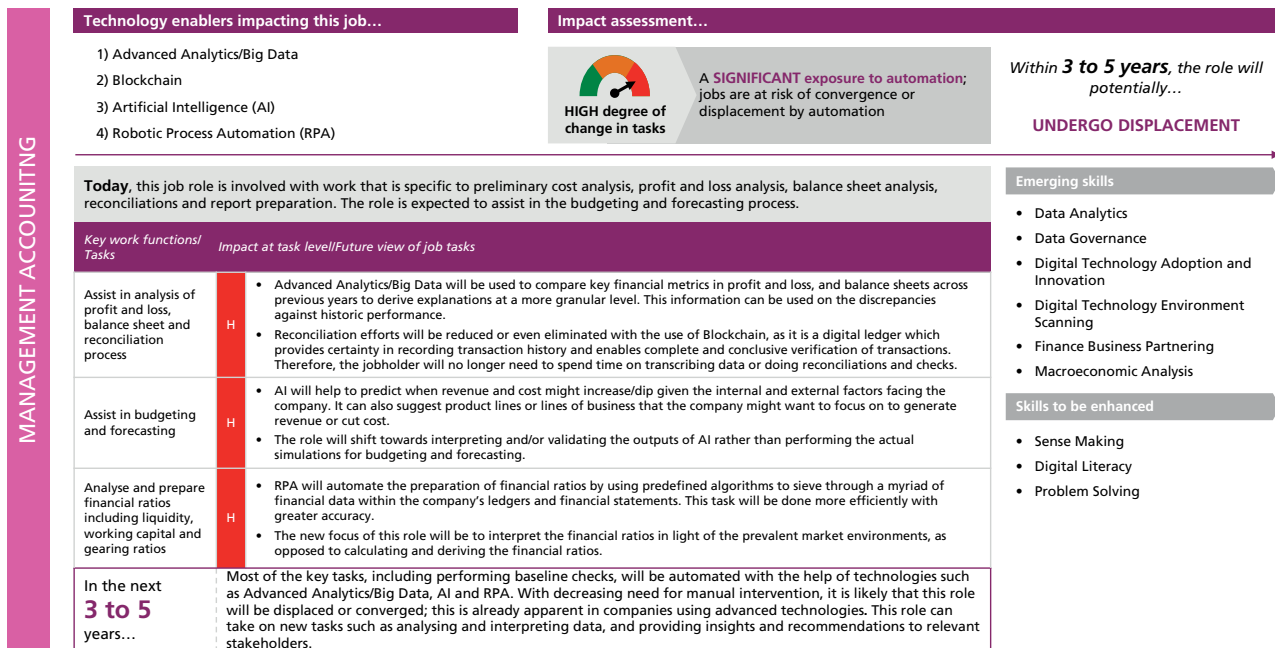 MANAGEMENT ACCOUNITNG
Technology enablers impacting this job…
1) Advanced Analytics/Big Data
2) Blockchain
3) Artificial Intelligence (AI)
4) Robotic Process Automation (RPA)
Impact assessment…
HIGH degree of
change in tasks
A SIGNIFICANT exposure to automation;
jobs are at risk of convergence or
displacement by automation
Within 3 to 5 years, the role will
potentially…
UNDERGO DISPLACEMENT
Today, this job role is involved with work that is specific to preliminary cost analysis, profit and loss analysis, balance sheet analysis,
reconciliations and report preparation. The role is expected to assist in the budgeting and forecasting process.
Key work functions/
Tasks
Impact at task level/Future view of job tasks
Assist in analysis of
profit and loss,
balance sheet and
reconciliation
process
H
• Advanced Analytics/Big Data will be used to compare key financial metrics in profit and loss, and balance sheets across
previous years to derive explanations at a more granular level. This information can be used on the discrepancies
against historic performance.
• Reconciliation efforts will be reduced or even eliminated with the use of Blockchain, as it is a digital ledger which
provides certainty in recording transaction history and enables complete and conclusive verification of transactions.
Therefore, the jobholder will no longer need to spend time on transcribing data or doing reconciliations and checks.
Assist in budgeting
and forecasting
H
• AI will help to predict when revenue and cost might increase/dip given the internal and external factors facing the
company. It can also suggest product lines or lines of business that the company might want to focus on to generate
revenue or cut cost.
• The role will shift towards interpreting and/or validating the outputs of AI rather than performing the actual
simulations for budgeting and forecasting.
Analyse and prepare
financial ratios
including liquidity,
working capital and
gearing ratios
H
• RPA will automate the preparation of financial ratios by using predefined algorithms to sieve through a myriad of
financial data within the company's ledgers and financial statements. This task will be done more efficiently with
greater accuracy.
• The new focus of this role will be to interpret the financial ratios in light of the prevalent market environments, as
opposed to calculating and deriving the financial ratios.
In the next
3 to 5
years…
Most of the key tasks, including performing baseline checks, will be automated with the help of technologies such
as Advanced Analytics/Big Data, AI and RPA. With decreasing need for manual intervention, it is likely that this role
will be displaced or converged; this is already apparent in companies using advanced technologies. This role can
take on new tasks such as analysing and interpreting data, and providing insights and recommendations to relevant
stakeholders.
Emerging skills
• Data Analytics
• Data Governance
• Digital Technology Adoption and
Innovation
• Digital Technology Environment
Scanning
• Finance Business Partnering
• Macroeconomic Analysis
Skills to be enhanced
• Sense Making
• Digital Literacy
• Problem Solving